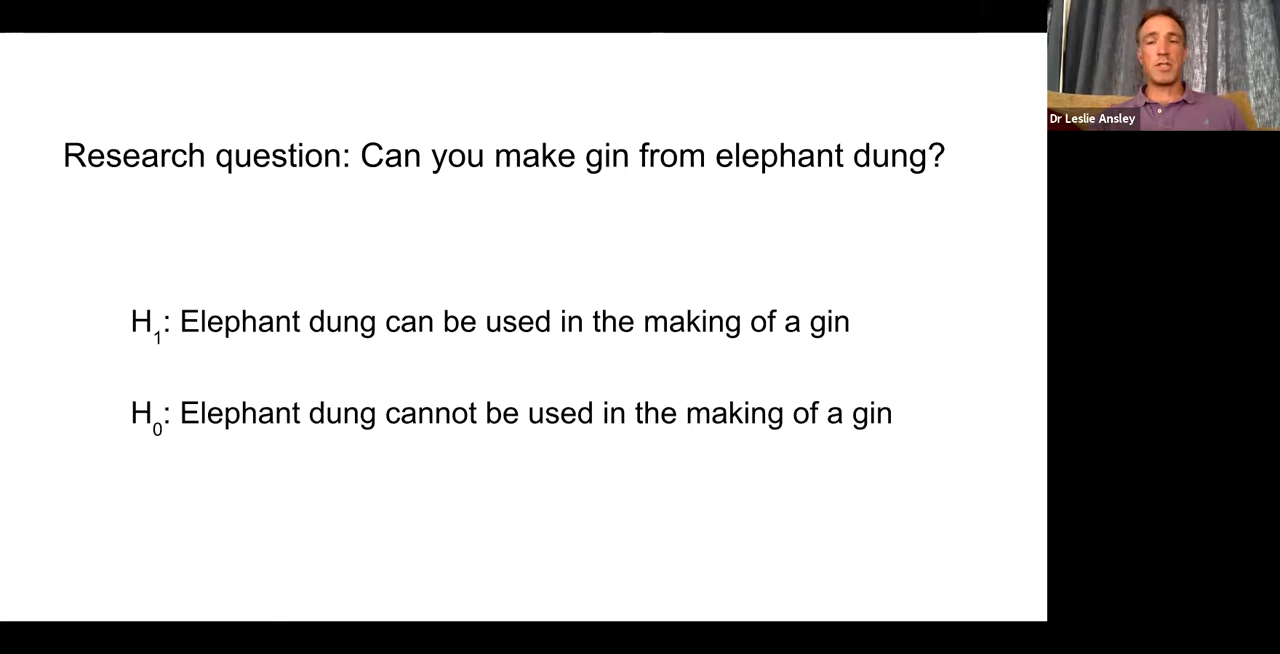 Research question: Can you make gin from elephant dung?
H₁: Elephant dung can be used in the making of a gin
H₀: Elephant dung cannot be used in the making of a gin
Dr Leslie Ansley